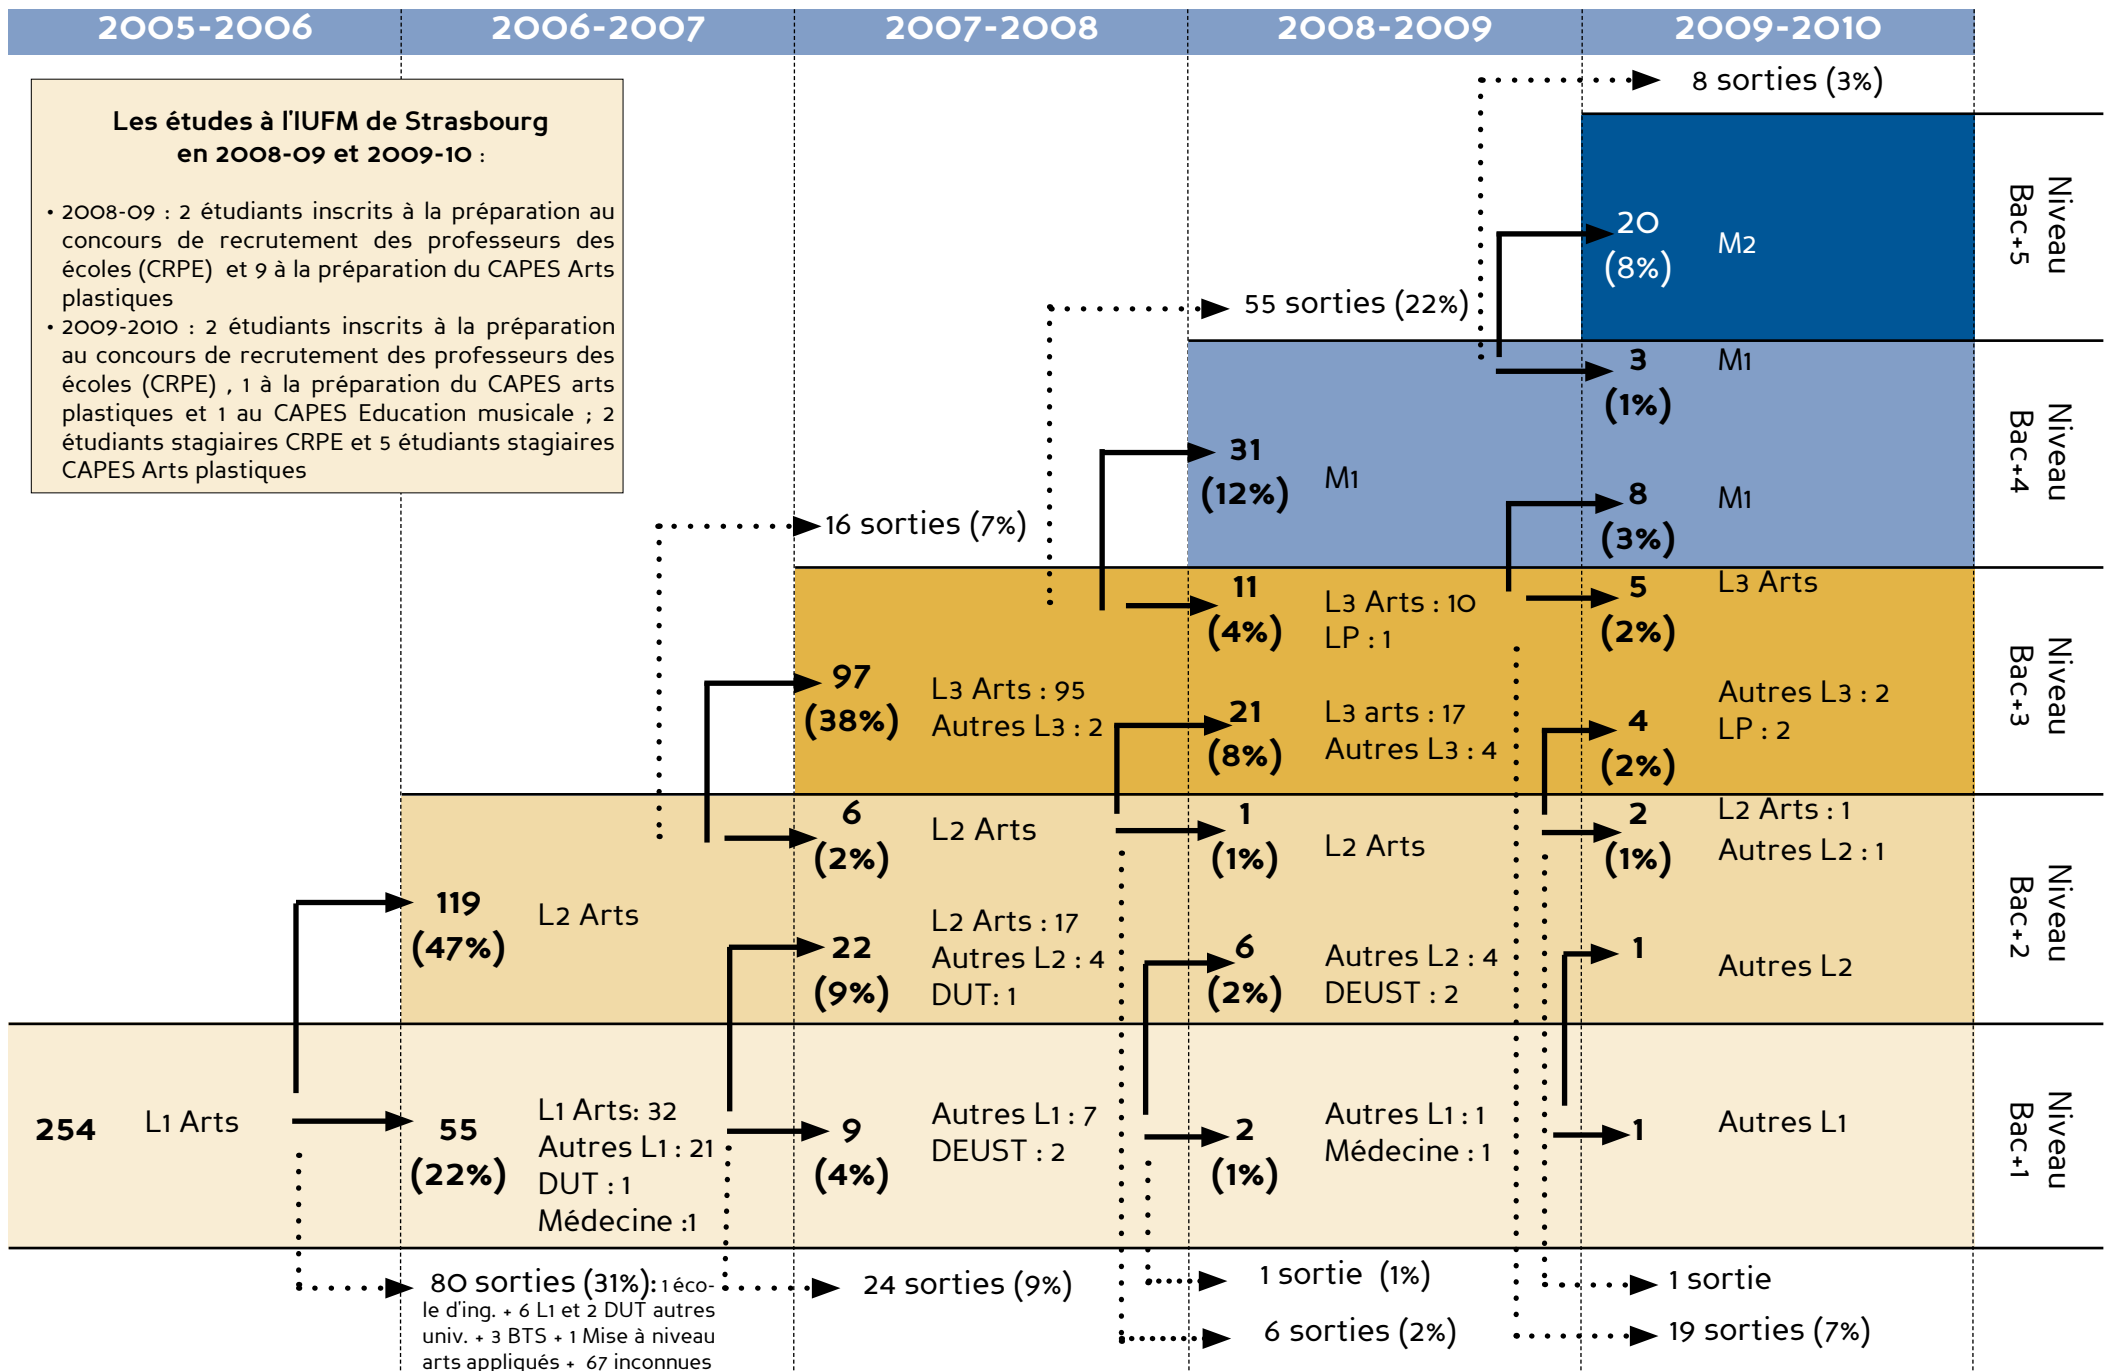 2005-2006
2006-2007
2007-2008
2008-2009
2009-2010
Les études à l'IUFM de Strasbourg
en 2008-09 et 2009-10 :
• 2008-09 : 2 étudiants inscrits à la préparation au
concours de recrutement des professeurs des
écoles (CRPE) et 9 à la préparation du CAPES Arts
plastiques
• 2009-2010 : 2 étudiants inscrits à la préparation
au concours de recrutement des professeurs des
écoles (CRPE) , 1 à la préparation du CAPES arts
plastiques et 1 au CAPES Education musicale ; 2
étudiants stagiaires CRPE et 5 étudiants stagiaires
CAPES Arts plastiques
8 sorties (3%)
20
(8%)
M2
Niveau
Bac+5
55 sorties (22%)
31
(12%)
M1
3
(1%)
M1
8
(3%)
M1
Niveau
Bac+4
16 sorties (7%)
97
(38%)
L3 Arts : 95
Autres L3 : 2
11
(4%)
L3 Arts : 10
LP : 1
21
(8%)
L3 arts : 17
Autres L3 : 4
5
(2%)
L3 Arts
4
(2%)
Autres L3 : 2
LP : 2
Niveau
Bac+3
119
(47%)
L2 Arts
6
(2%)
L2 Arts
22
(9%)
L2 Arts : 17
Autres L2 : 4
DUT: 1
1
(1%)
L2 Arts
6
(2%)
Autres L2 : 4
DEUST : 2
2
(1%)
L2 Arts : 1
Autres L2 : 1
1
Autres L2
Niveau
Bac+2
254
L1 Arts
55
(22%)
L1 Arts: 32
Autres L1 : 21
DUT : 1
Médecine :1
9
(4%)
Autres L1 : 7
DEUST : 2
2
(1%)
Autres L1 : 1
Médecine : 1
1
Autres L1
Niveau
Bac+1
80 sorties (31%): 1 éco-
le d'ing. + 6 L1 et 2 DUT autres
univ. + 3 BTS + 1 Mise à niveau
arts appliqués + 67 inconnues
24 sorties (9%)
1 sortie (1%)
6 sorties (2%)
1 sortie
19 sorties (7%)